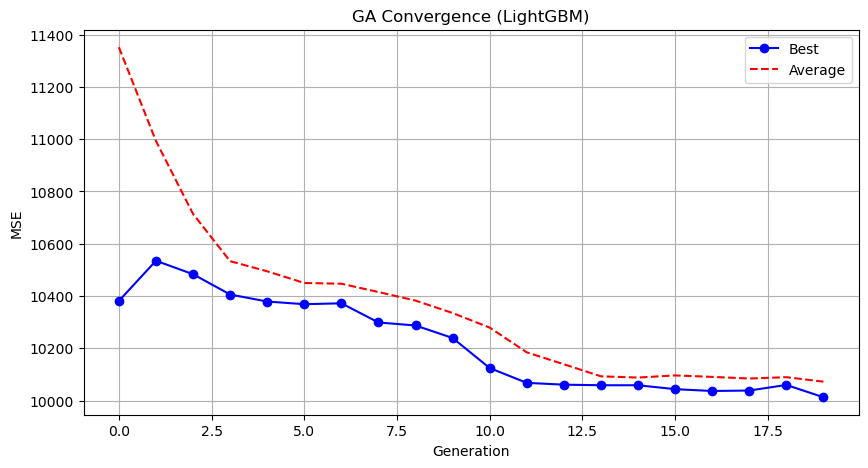 GA Convergence (LightGBM)
Best
Average
MSE
11400
11200
11000
10800
10600
10400
10200
10000
0.0 2.5 5.0 7.5 10.0 12.5 15.0 17.5
Generation